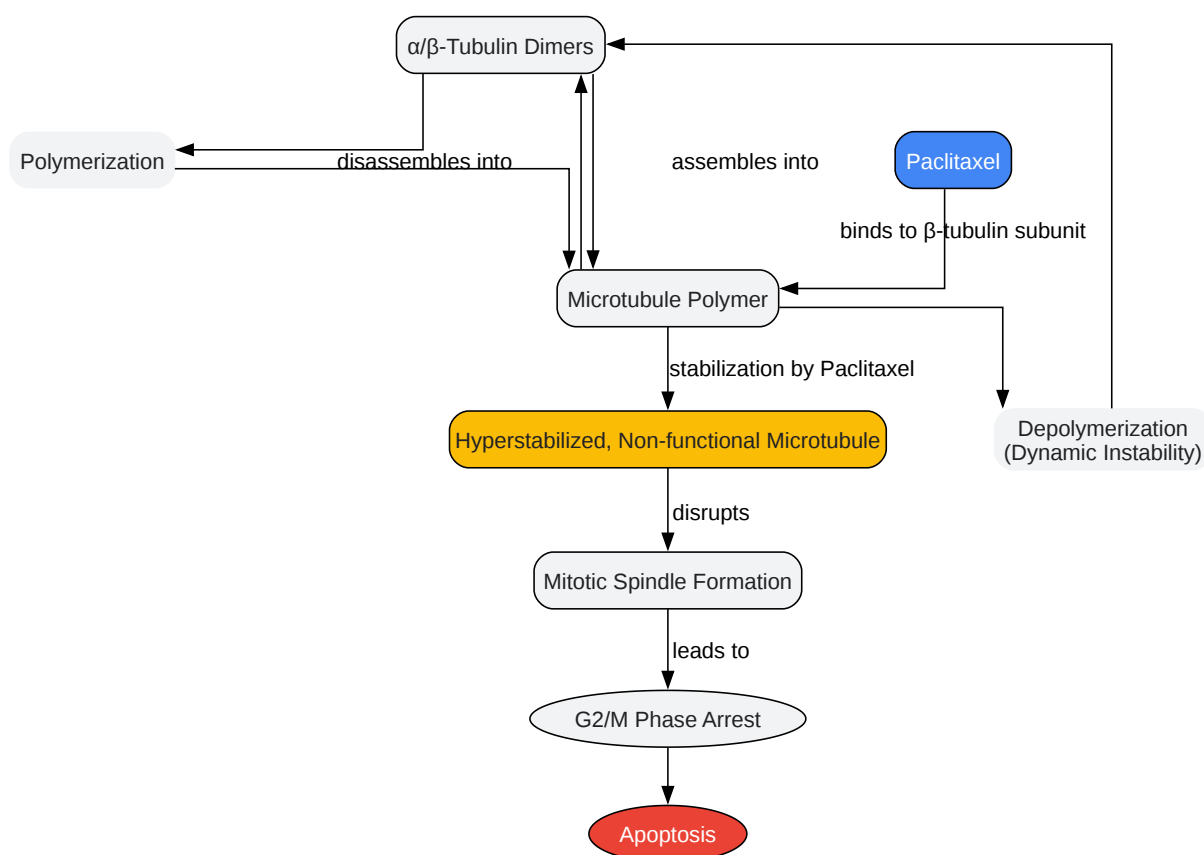 α/β-Tubulin Dimers
Polymerization
disassembles into
assembles into
Paclitaxel
binds to β-tubulin subunit
Microtubule Polymer
stabilization by Paclitaxel
Hyperstabilized, Non-functional Microtubule
Depolymerization
(Dynamic Instability)
disrupts
Mitotic Spindle Formation
leads to
G2/M Phase Arrest
Apoptosis